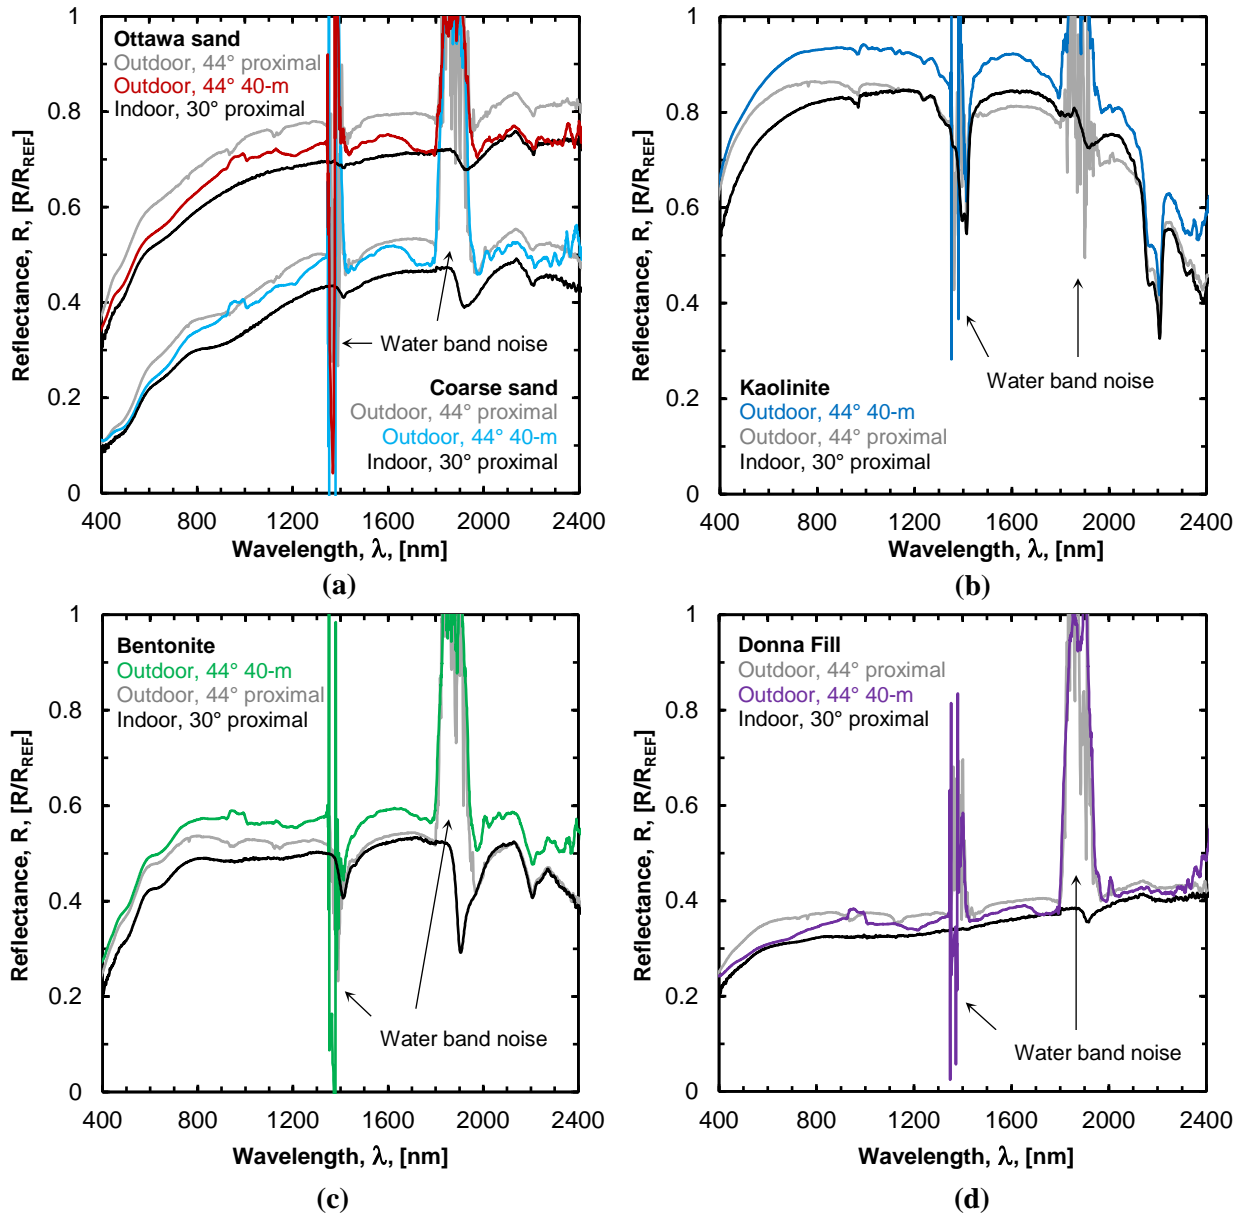 1
0.8
0.6
0.4
0.2
0
Reflectance, R, [R/R_REF]
Ottawa sand
Outdoor, 44° proximal
Outdoor, 44° 40-m
Indoor, 30° proximal
Water band noise
Coarse sand
Outdoor, 44° proximal
Outdoor, 44° 40-m
Indoor, 30° proximal
400 800 1200 1600 2000 2400
Wavelength, λ, [nm]
(a)
1
0.8
0.6
0.4
0.2
0
Reflectance, R, [R/R_REF]
Water band noise
Kaolinite
Outdoor, 44° 40-m
Outdoor, 44° proximal
Indoor, 30° proximal
400 800 1200 1600 2000 2400
Wavelength, λ, [nm]
(b)
1
0.8
0.6
0.4
0.2
0
Reflectance, R, [R/R_REF]
Bentonite
Outdoor, 44° 40-m
Outdoor, 44° proximal
Indoor, 30° proximal
Water band noise
400 800 1200 1600 2000 2400
Wavelength, λ, [nm]
(c)
1
0.8
0.6
0.4
0.2
0
Reflectance, R, [R/R_REF]
Donna Fill
Outdoor, 44° proximal
Outdoor, 44° 40-m
Indoor, 30° proximal
Water band noise
400 800 1200 1600 2000 2400
Wavelength, λ, [nm]
(d)